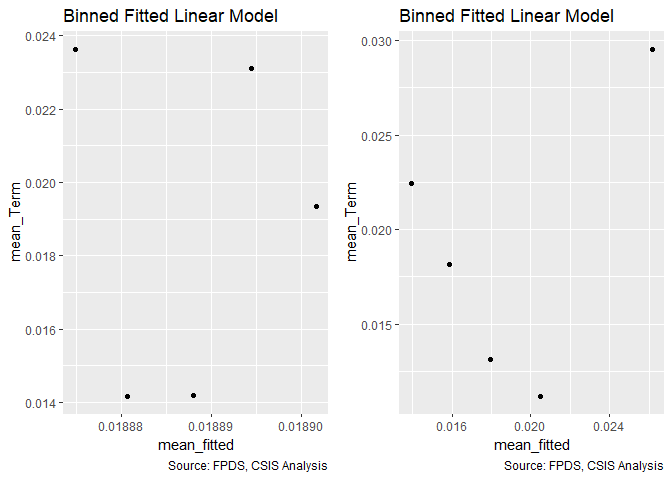 Binned Fitted Linear Model
0.024
0.022
0.020
0.018
0.016
0.014
mean_Term
0.01888
0.01889
0.01890
mean_fitted
Source: FPDS, CSIS Analysis
Binned Fitted Linear Model
0.030
0.025
0.020
0.015
mean_Term
0.016
0.020
0.024
mean_fitted
Source: FPDS, CSIS Analysis